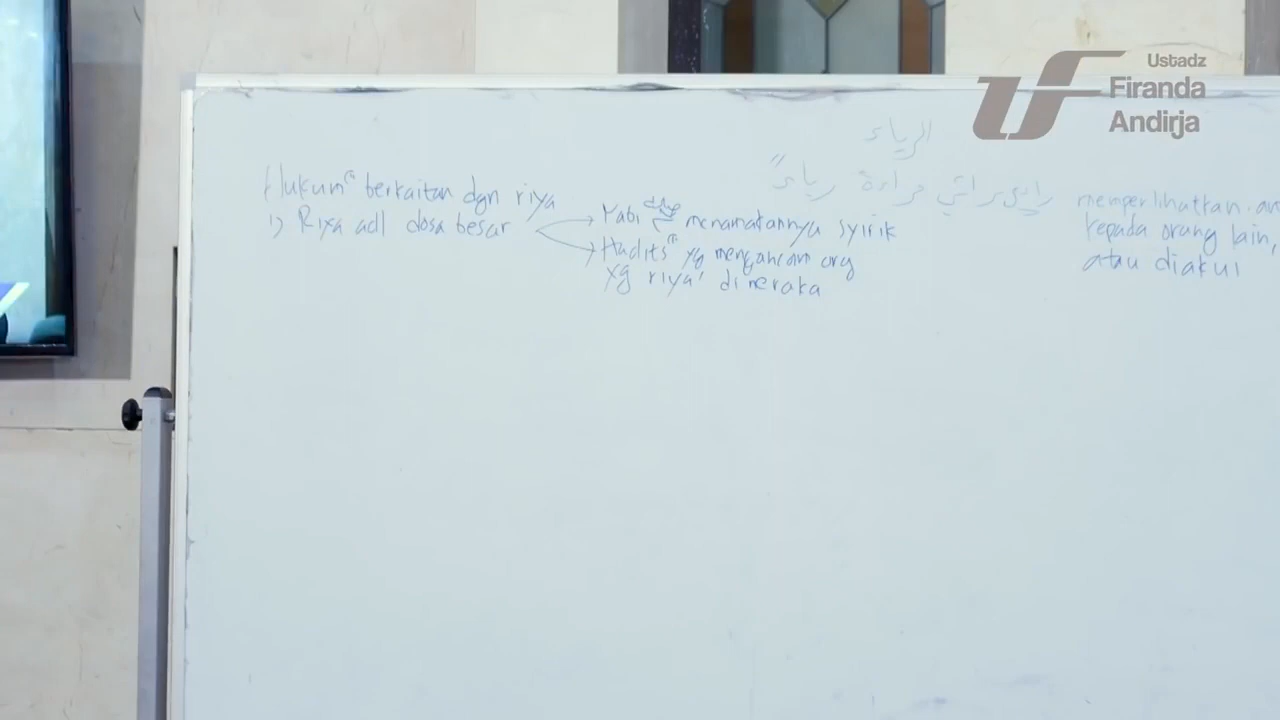 Ustadz
Firanda
Andirja
الرياء
راءى يرائي مراءة رياءً
memperlihatkan
kepada orang lain,
atau diakui
Hukum² berkaitan dgn riya
1) Riya adl dosa besar
→ Nabi ﷺ menamakannya syirik
→ Hadits² yg mengancam org
yg riya' di neraka